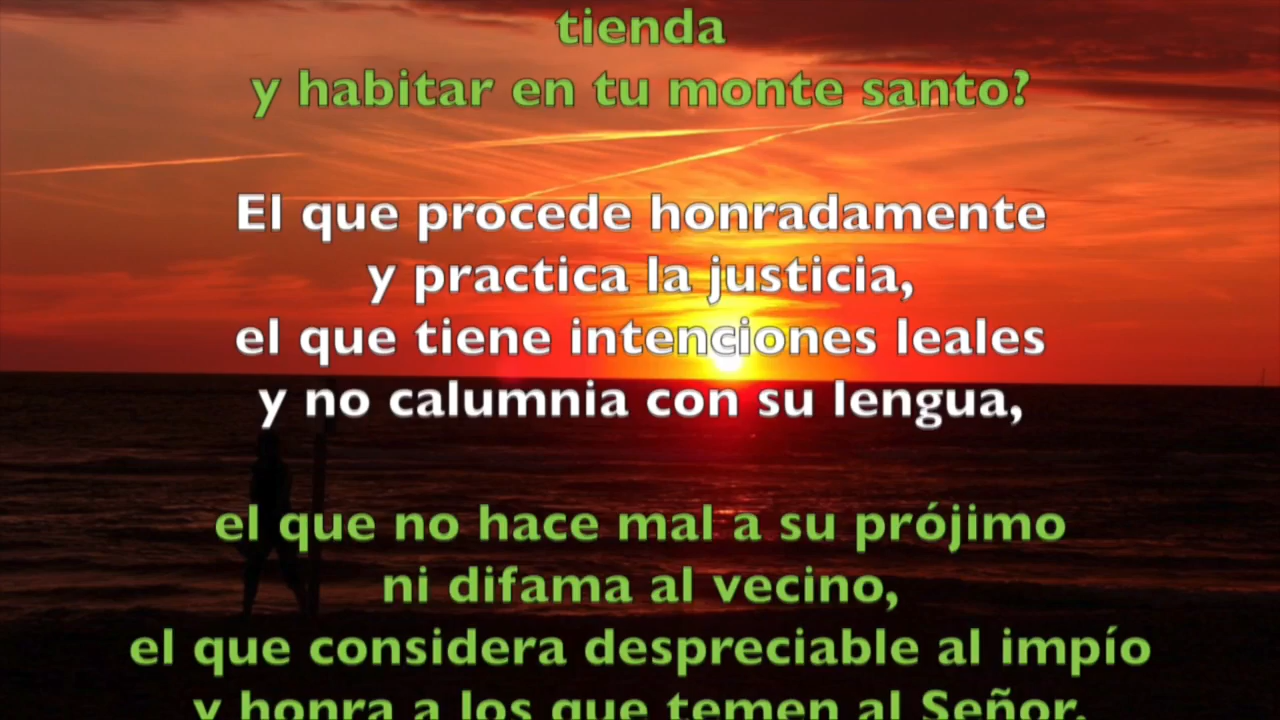 tienda
y habitar en tu monte santo?
El que procede honradamente
y practica la justicia,
el que tiene intenciones leales
y no calumnia con su lengua,
el que no hace mal a su prójimo
ni difama al vecino,
el que considera despreciable al impío
y honra a los que temen al Señor,